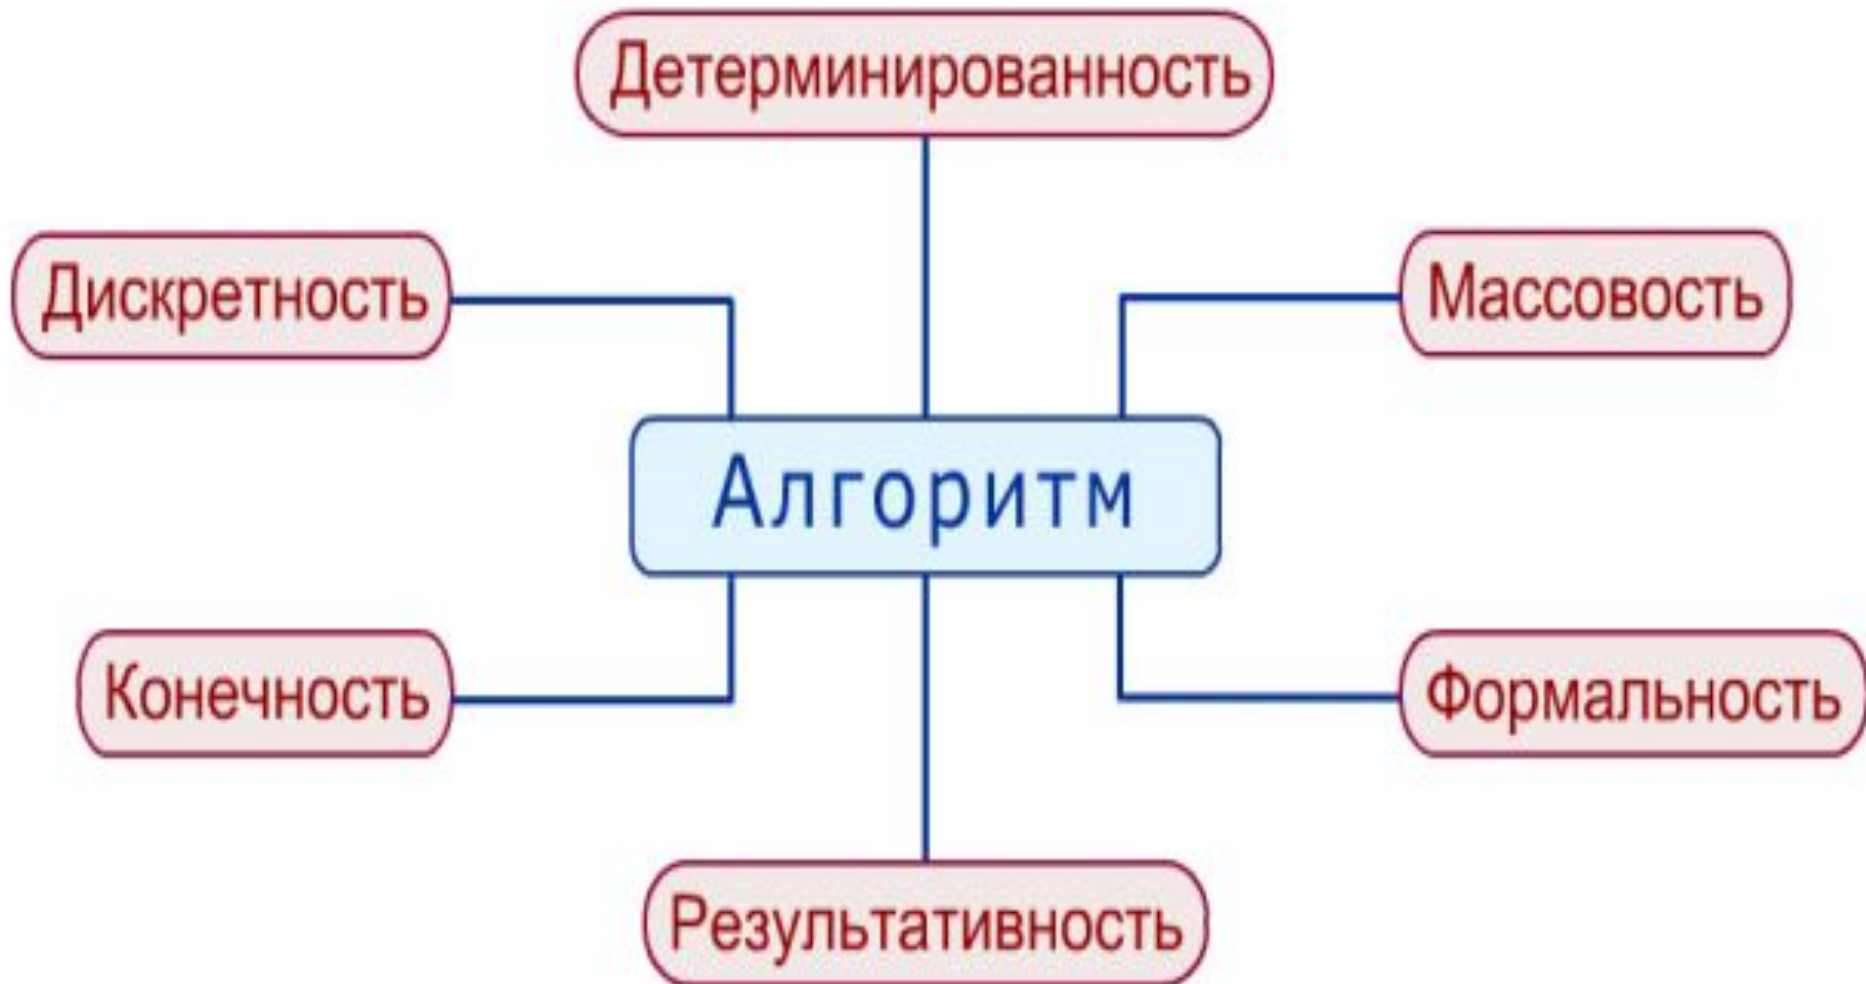 Детерминированность
Дискретность
Массовость
Алгоритм
Конечность
Формальность
Результативность